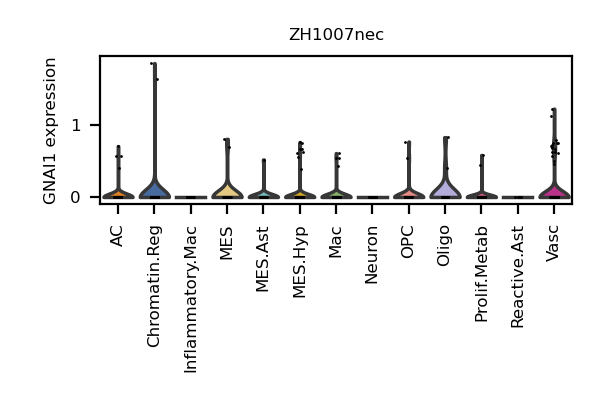 ZH1007nec
GNAI1 expression
1
0
AC
Chromatin.Reg
Inflammatory.Mac
MES
MES.Ast
MES.Hyp
Mac
Neuron
OPC
Oligo
Prolif.Metab
Reactive.Ast
Vasc